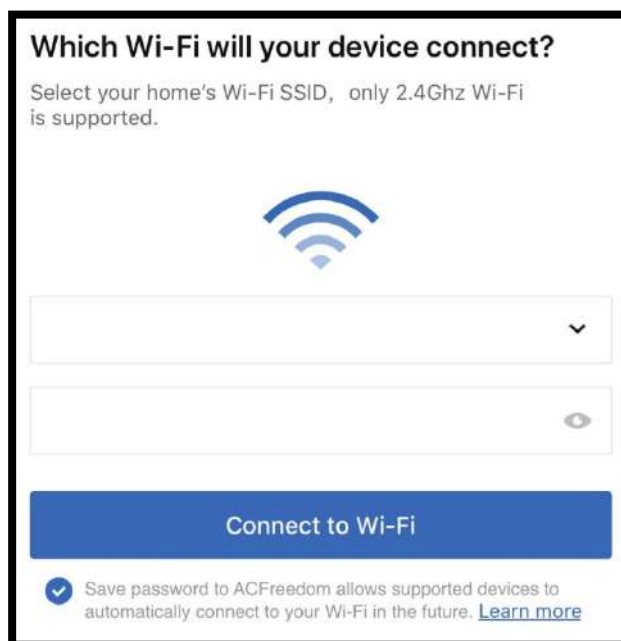 Which Wi-Fi will your device connect?
Select your home's Wi-Fi SSID, only 2.4Ghz Wi-Fi
is supported.
Connect to Wi-Fi
Save password to ACFreedom allows supported devices to
automatically connect to your Wi-Fi in the future. Learn more